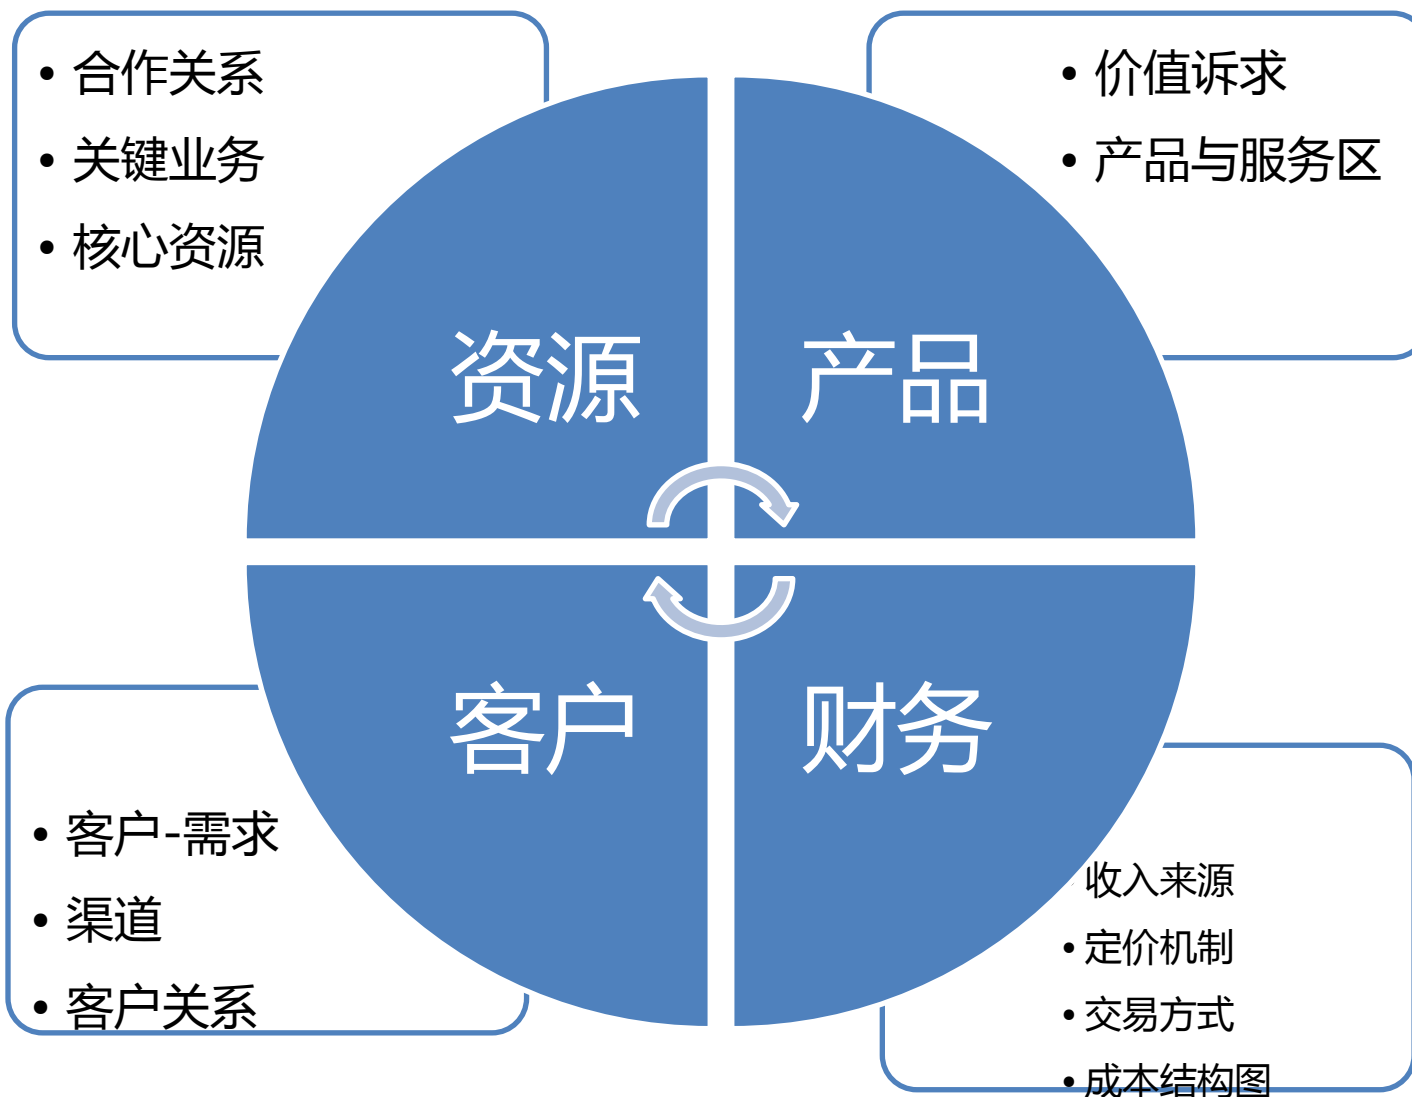 • 合作关系
• 关键业务
• 核心资源
• 价值诉求
• 产品与服务区
资源
产品
客户
财务
• 客户-需求
• 渠道
• 客户关系
收入来源
• 定价机制
• 交易方式
• 成本结构图